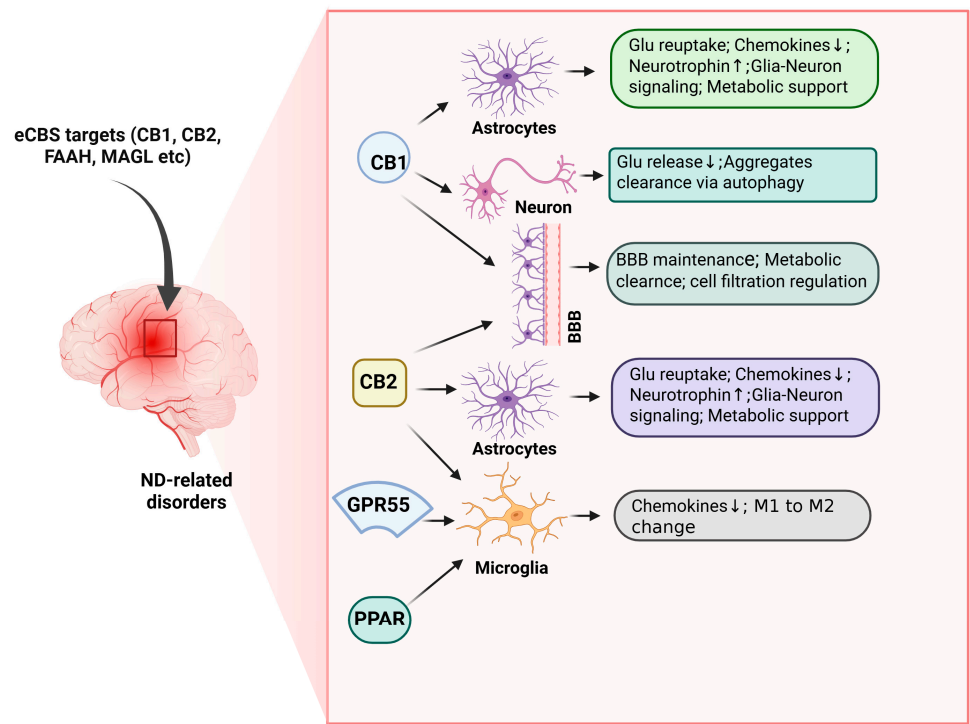 eCBS targets (CB1, CB2,
FAAH, MAGL etc)
ND-related
disorders
CB1
Astrocytes
Glu reuptake; Chemokines↓;
Neurotrophin↑;Glia-Neuron
signaling; Metabolic support
Neuron
Glu release↓;Aggregates
clearance via autophagy
BBB
BBB maintenance; Metabolic
clearnce; cell filtration regulation
CB2
Astrocytes
Glu reuptake; Chemokines↓;
Neurotrophin↑;Glia-Neuron
signaling; Metabolic support
GPR55
Microglia
Chemokines↓; M1 to M2
change
PPAR